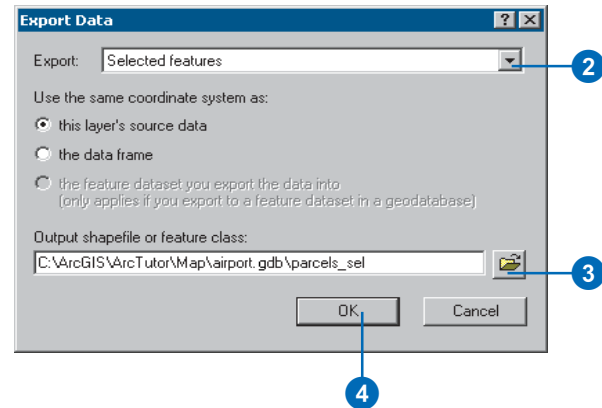 Export Data
Export: Selected features
2
Use the same coordinate system as:
this layer's source data
the data frame
the feature dataset you export the data into
(only applies if you export to a feature dataset in a geodatabase)
Output shapefile or feature class:
C:\ArcGIS\ArcTutor\Map\airport.gdb\parcels_sel
3
OK
Cancel
4